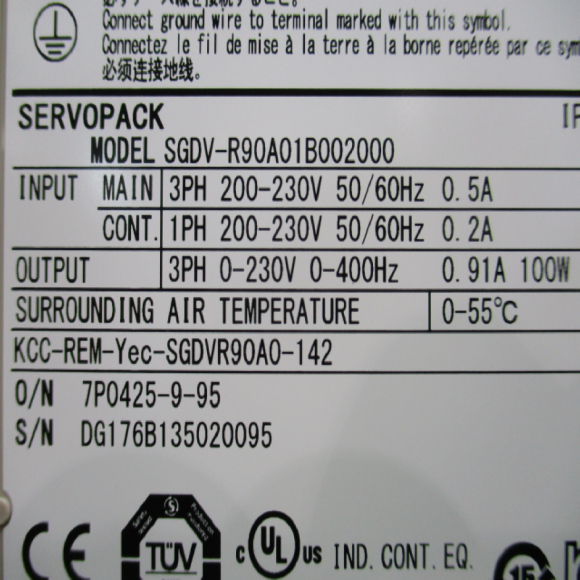 Connect ground wire to terminal marked with this symbol.
Connectez le fil de mise à la terre à la borne repérée par ce
必须连接地线。
SERVOPACK
MODEL SGDV-R90A01B002000
INPUT MAIN 3PH 200-230V 50/60Hz 0.5A
CONT. 1PH 200-230V 50/60Hz 0.2A
OUTPUT 3PH 0-230V 0-400Hz 0.91A 100W
SURROUNDING AIR TEMPERATURE 0-55℃
KCC-REM-Yec-SGDVR90A0-142
O/N 7P0425-9-95
S/N DG176B135020095
CE TÜV c UL US IND. CONT. EQ. 15